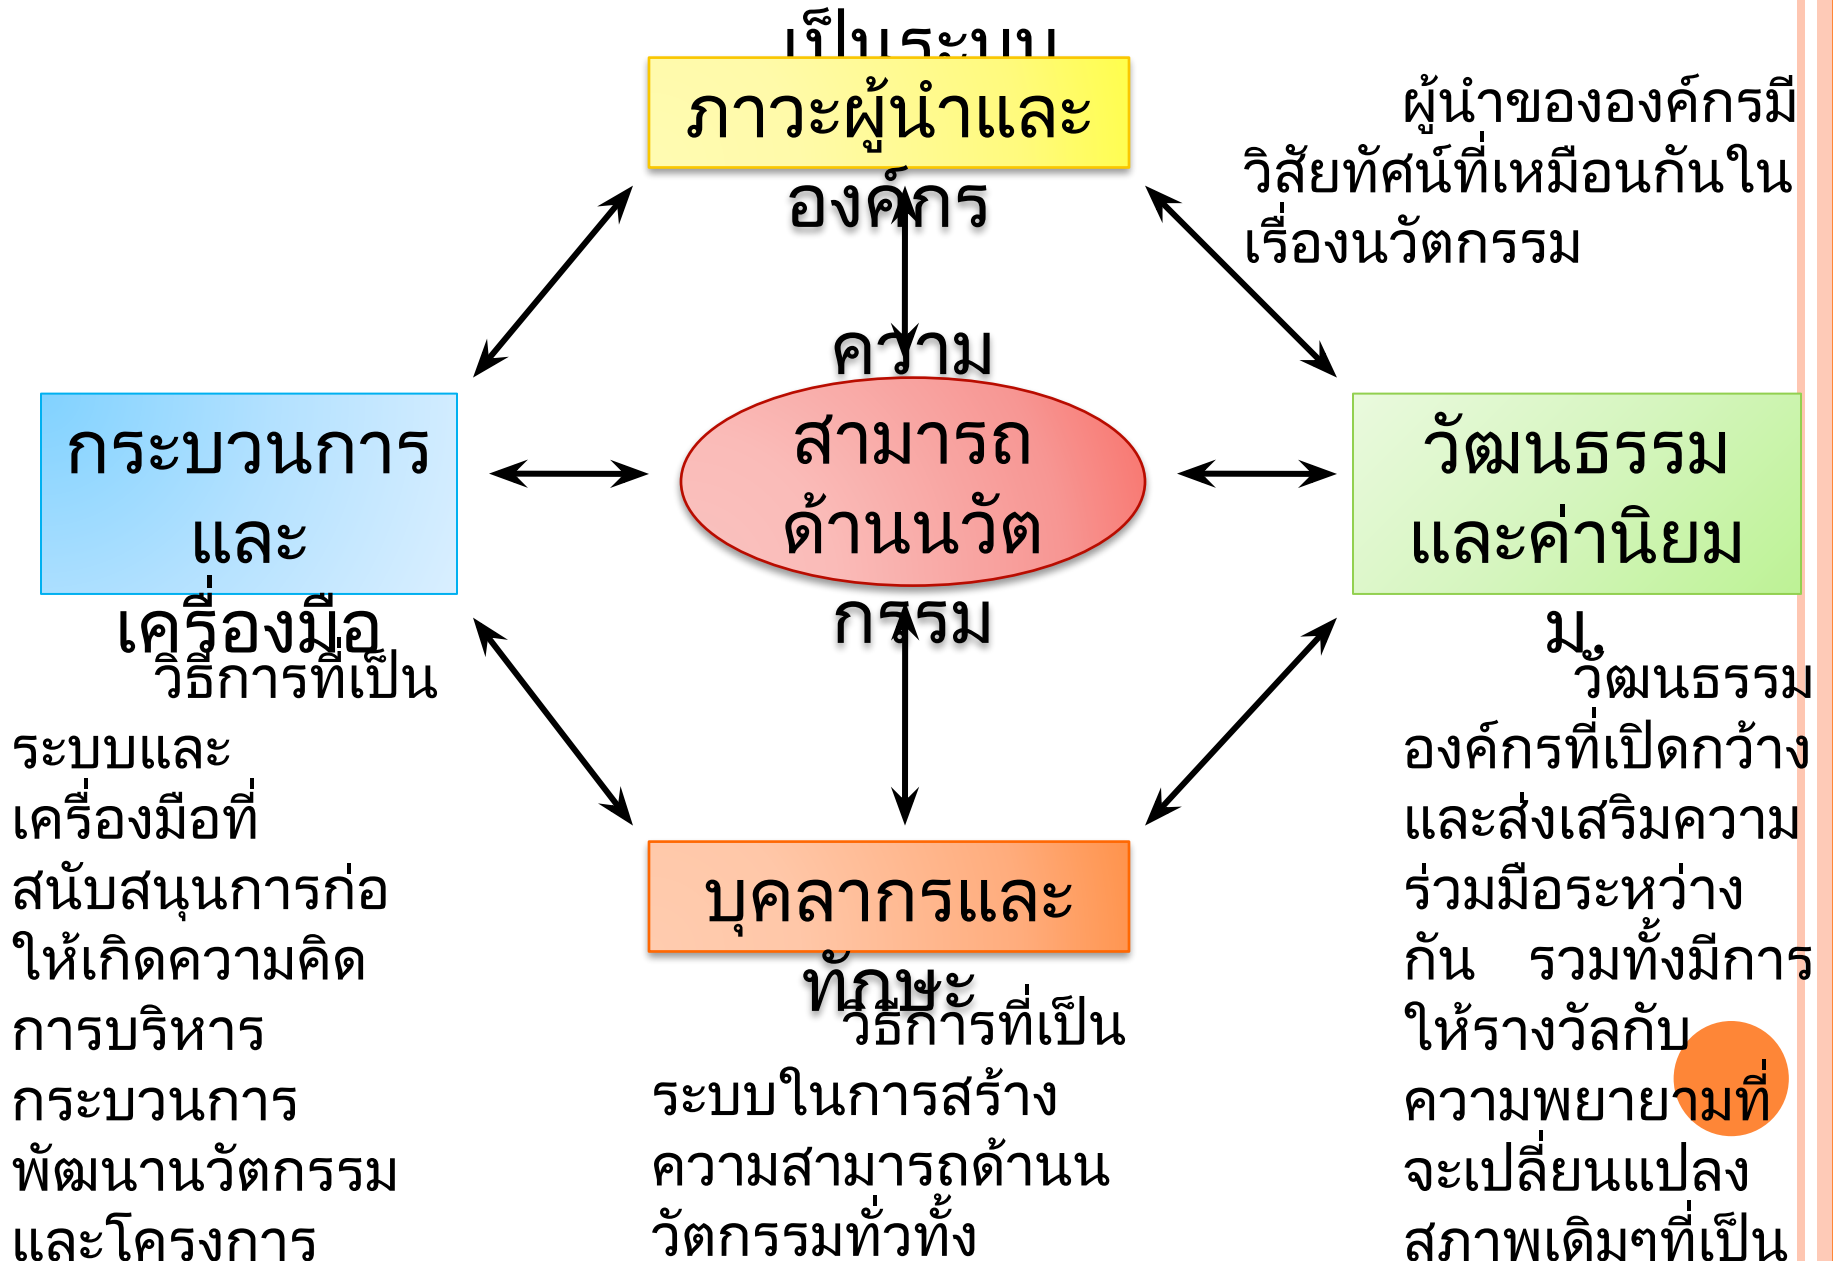 เป็นระบบ
ภาวะผู้นำและ
องค์กร
ผู้นำขององค์กรมี
วิสัยทัศน์ที่เหมือนกันใน
เรื่องนวัตกรรม
ความ
สามารถ
ด้านนวัต
กรรม
กระบวนการ
และ
เครื่องมือ
วัฒนธรรม
และค่านิยม
ม.
วิธีการที่เป็น
ระบบและ
เครื่องมือที่
สนับสนุนการก่อ
ให้เกิดความคิด
การบริหาร
กระบวนการ
พัฒนานวัตกรรม
และโครงการ
บุคลากรและ
ทักษะ
วิธีการที่เป็น
ระบบในการสร้าง
ความสามารถด้านน
วัตกรรมทั่วทั้ง
วัฒนธรรม
องค์กรที่เปิดกว้าง
และส่งเสริมความ
ร่วมมือระหว่าง
กัน รวมทั้งมีการ
ให้รางวัลกับ
ความพยายามที่
จะเปลี่ยนแปลง
สภาพเดิมๆที่เป็น